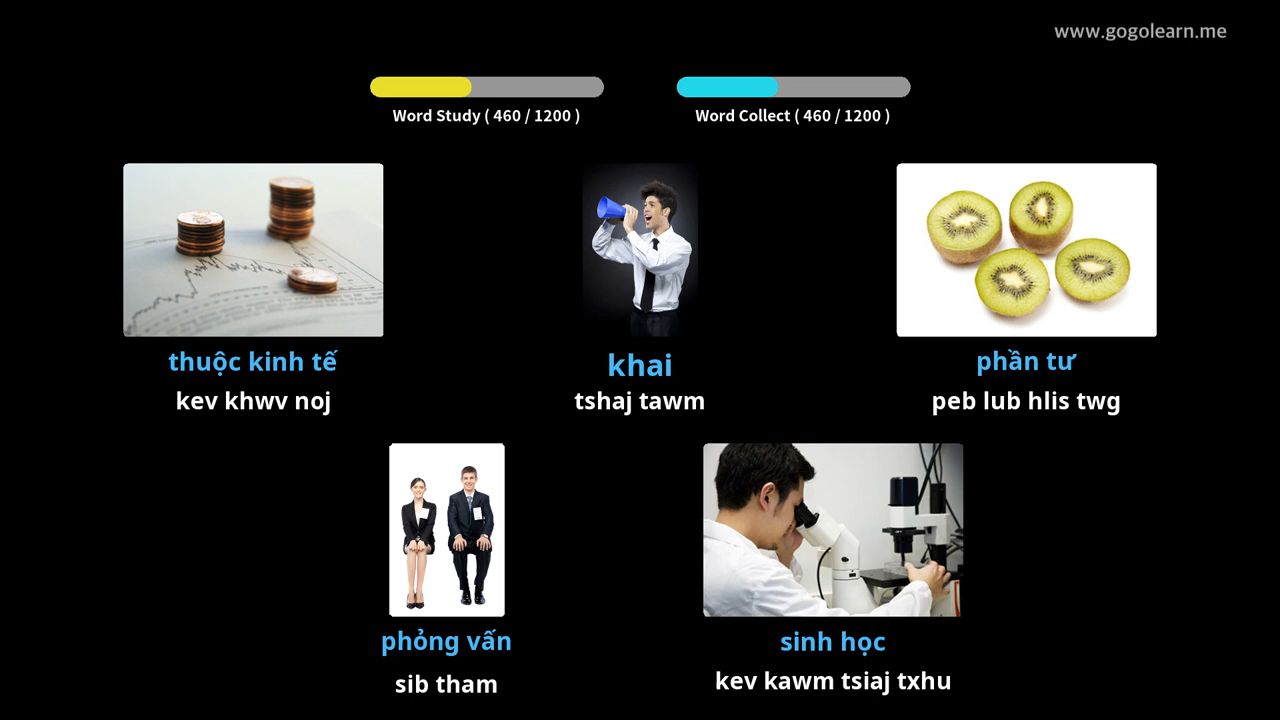 www.gogolearn.me
Word Study ( 460 / 1200 )
Word Collect ( 460 / 1200 )
thuộc kinh tế
kev khwv noj
khai
tshaj tawm
phần tư
peb lub hlis twg
phỏng vấn
sib tham
sinh học
kev kawm tsiaj txhu